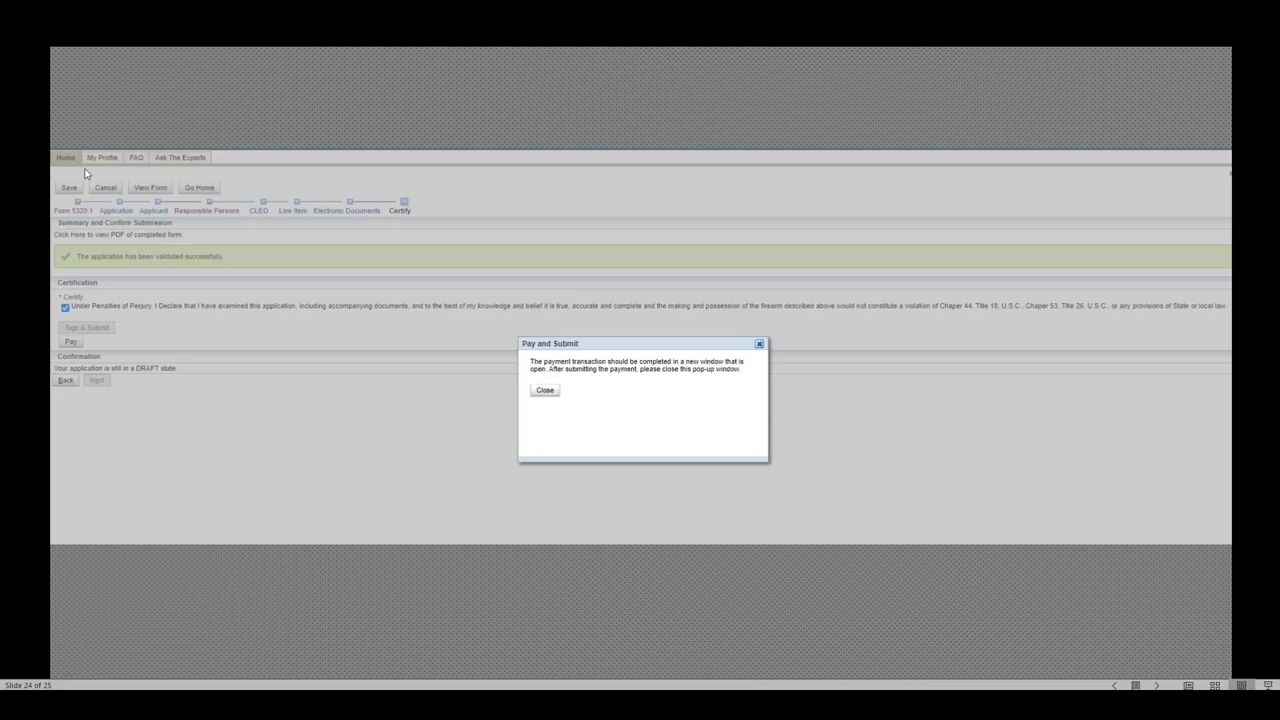 Home My Profile FAQ Ask The Experts
Save Cancel View Form Go Home
Form 5320.1 Application Applicant Responsible Persons CLEO Line Item Electronic Documents Certify
Summary and Confirm Submission
Click Here to view PDF of completed form.
The application has been validated successfully
Certification
* Certify
Under Penalties of Perjury, I Declare that I have examined this application, including accompanying documents, and to the best of my knowledge and belief it is true, accurate and complete and the making and possession of the firearm described above would not constitute a violation of Chaper 44, Title 18, U.S.C., Chaper 53, Title 26, U.S.C., or any provisions of State or local law.
Sign & Submit
Pay
Confirmation
Your application is still in a DRAFT state.
Back Next
Pay and Submit
The payment transaction should be completed in a new window that is
open. After submitting the payment, please close this pop-up window.
Close
Slide 24 of 25